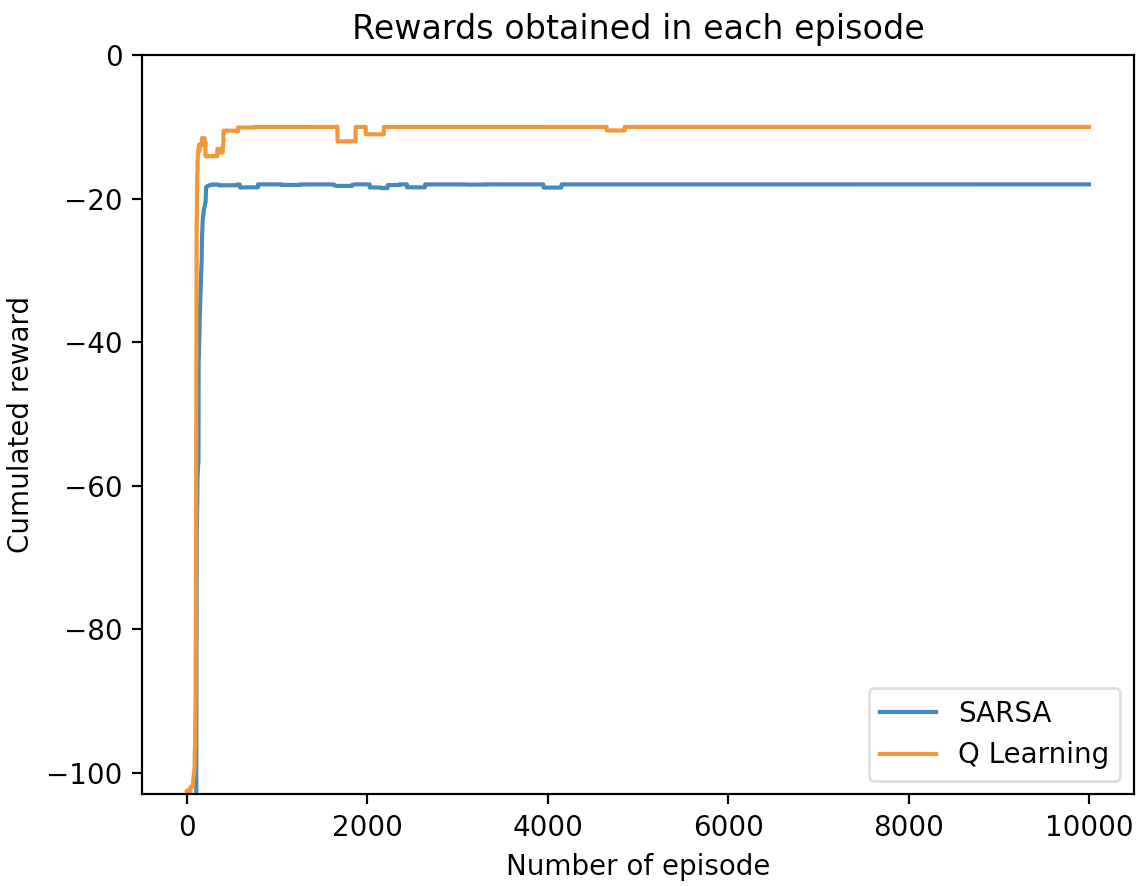 Rewards obtained in each episode
Cumulated reward
0
−20
−40
−60
−80
−100
0
2000
4000
6000
8000
10000
Number of episode
SARSA
Q Learning